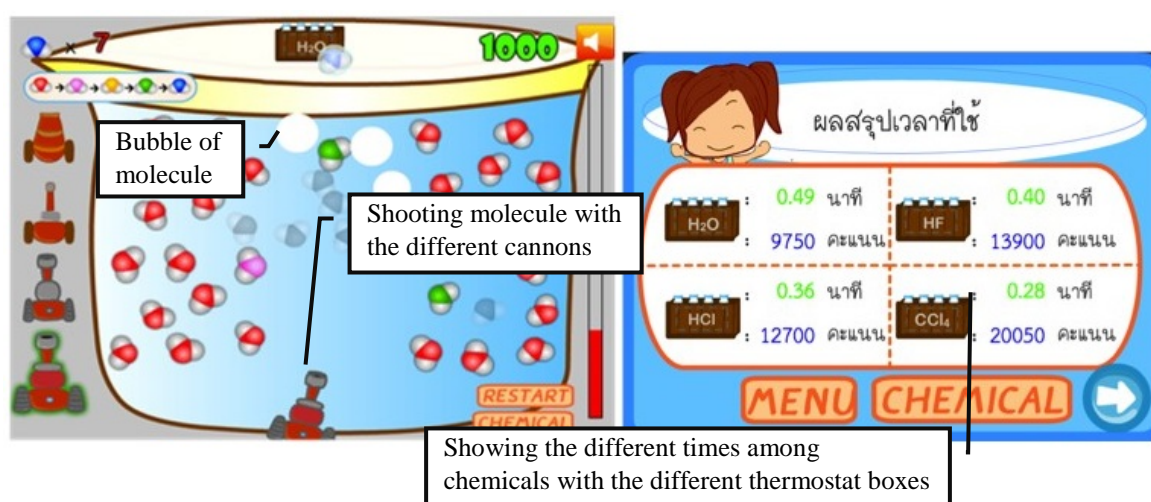 x 7
H₂O
1000
Bubble of
molecule
Shooting molecule with
the different cannons
RESTART
CHEMICAL
ผลสรุปเวลาที่ใช้
H₂O : 0.49 นาที
: 9750 คะแนน
HF : 0.40 นาที
: 13900 คะแนน
HCl : 0.36 นาที
: 12700 คะแนน
CCl₄ : 0.28 นาที
: 20050 คะแนน
MENU
CHEMICAL
Showing the different times among
chemicals with the different thermostat boxes